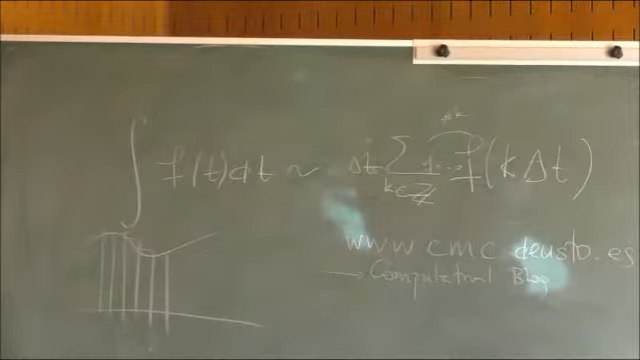 ∫ f(t)dt ~ Δt ∑ f(kΔt)
k∈ℤ
www.cmc.deusto.es
→ Computational Blog